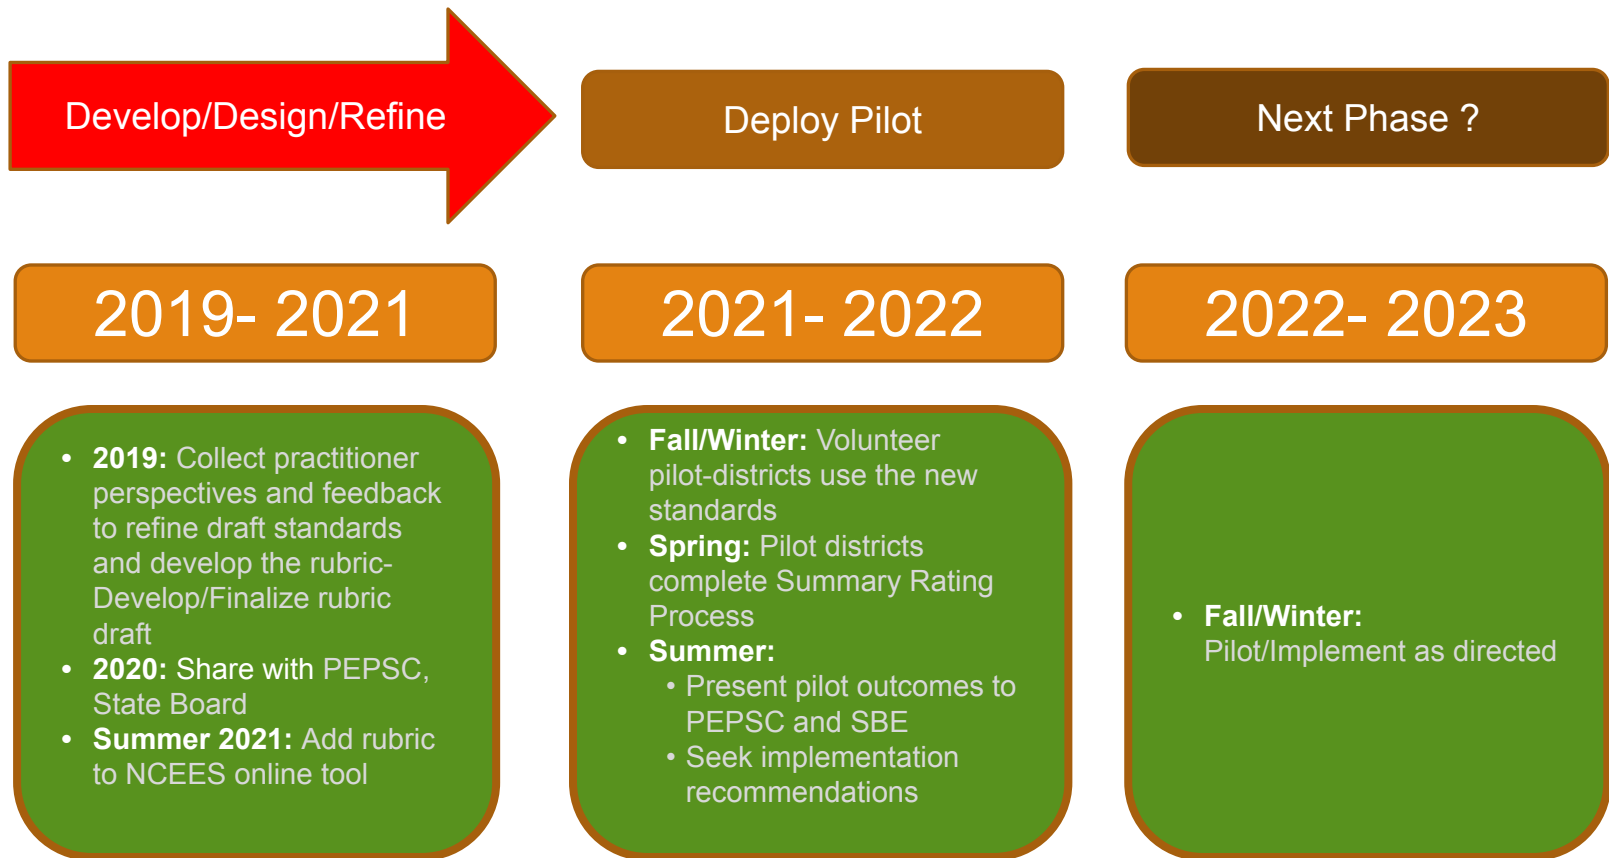 Develop/Design/Refine
Deploy Pilot
Next Phase ?
2019- 2021
2021- 2022
2022- 2023
• 2019: Collect practitioner
perspectives and feedback
to refine draft standards
and develop the rubric-
Develop/Finalize rubric
draft
• 2020: Share with PEPSC,
State Board
• Summer 2021: Add rubric
to NCEES online tool
• Fall/Winter: Volunteer
pilot-districts use the new
standards
• Spring: Pilot districts
complete Summary Rating
Process
• Summer:
• Present pilot outcomes to
PEPSC and SBE
• Seek implementation
recommendations
• Fall/Winter:
Pilot/Implement as directed